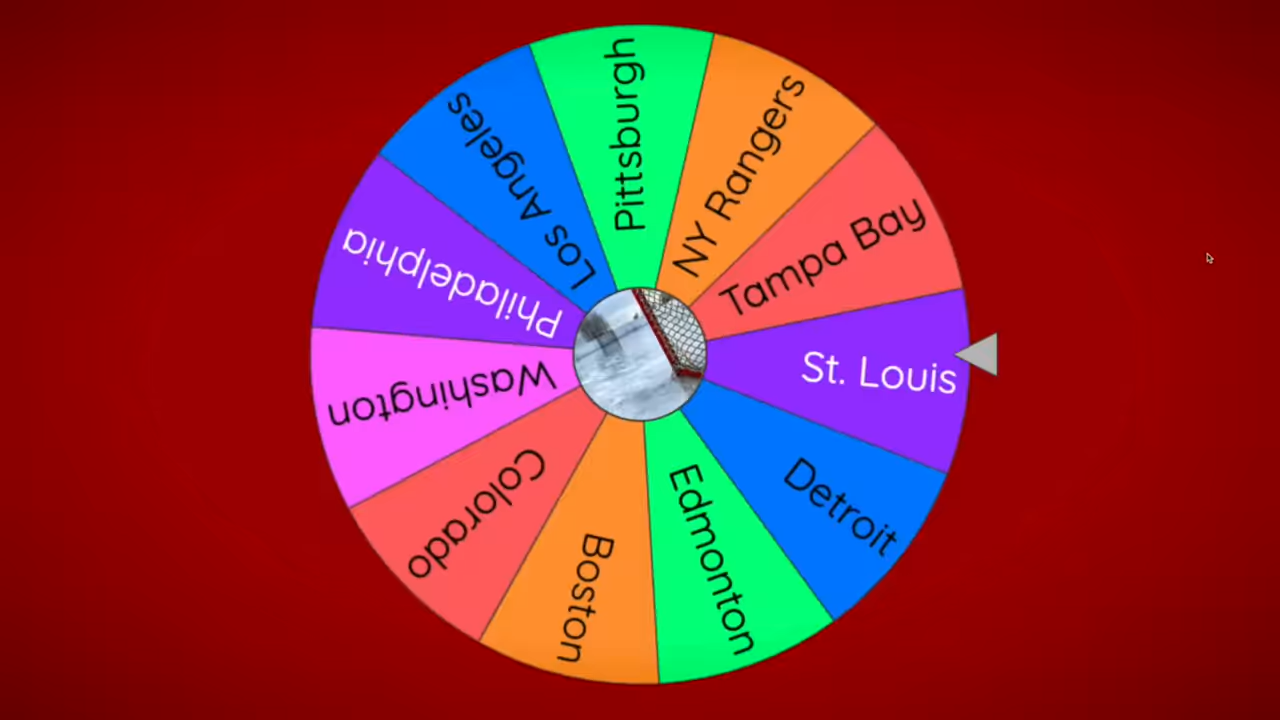 Pittsburgh
NY Rangers
Tampa Bay
St. Louis
Detroit
Edmonton
Boston
Colorado
Washington
Philadelphia
Los Angeles